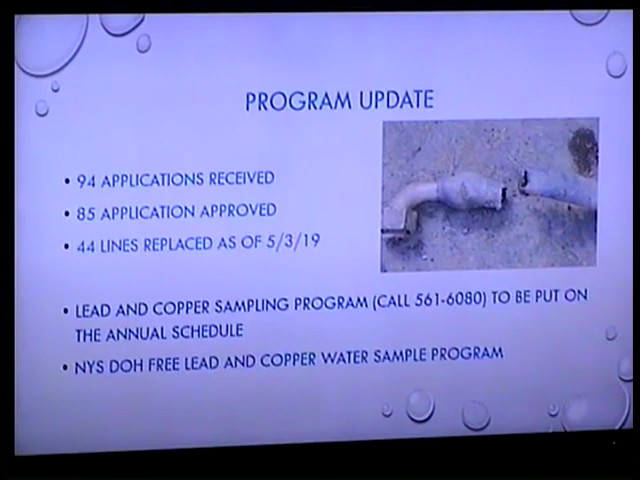 PROGRAM UPDATE
• 94 APPLICATIONS RECEIVED
• 85 APPLICATION APPROVED
• 44 LINES REPLACED AS OF 5/3/19
• LEAD AND COPPER SAMPLING PROGRAM (CALL 561-6080) TO BE PUT ON
THE ANNUAL SCHEDULE
• NYS DOH FREE LEAD AND COPPER WATER SAMPLE PROGRAM